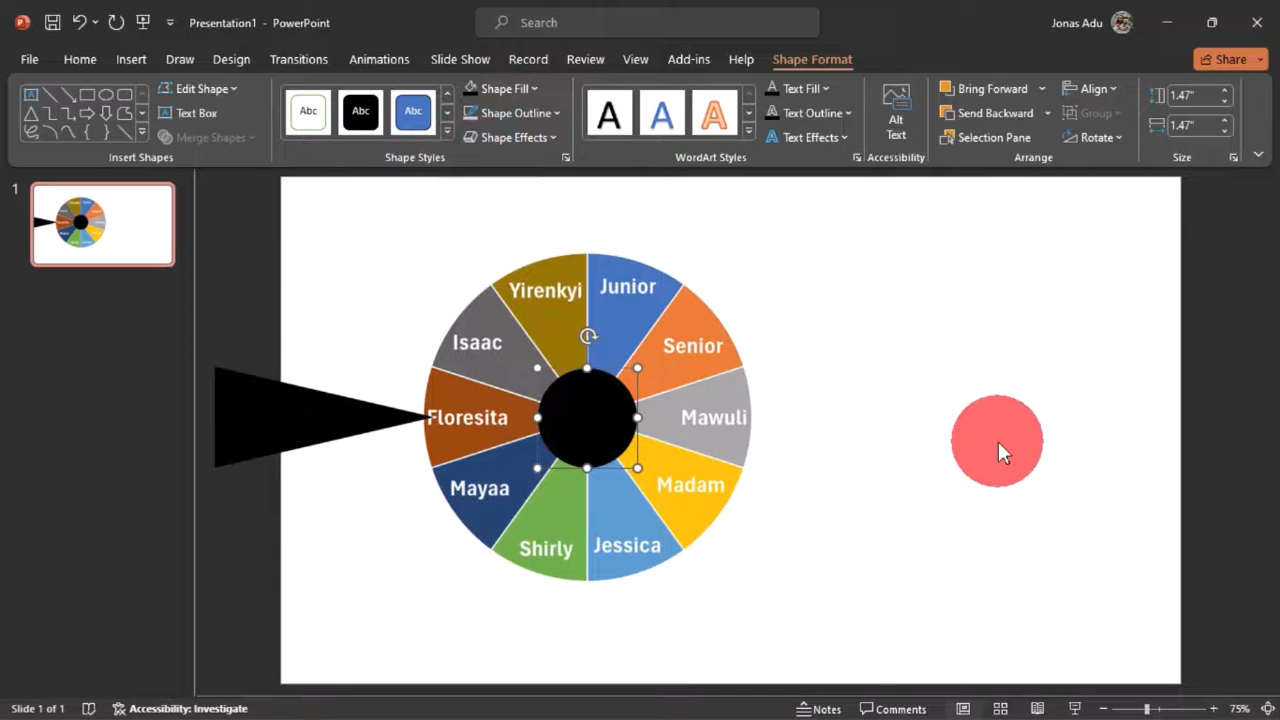 Presentation1 - PowerPoint
Search
Jonas Adu
File
Home
Insert
Draw
Design
Transitions
Animations
Slide Show
Record
Review
View
Add-ins
Help
Shape Format
Share
Edit Shape
Text Box
Merge Shapes
Insert Shapes
Abc
Abc
Abc
Shape Fill
Shape Outline
Shape Effects
Shape Styles
A
A
A
Text Fill
Text Outline
Text Effects
WordArt Styles
Alt
Text
Accessibility
Bring Forward
Send Backward
Selection Pane
Align
Group
Rotate
Arrange
1.47"
1.47"
Size
1
Yirenkyi
Junior
Isaac
Senior
Floresita
Mawuli
Mayaa
Madam
Shirly
Jessica
Slide 1 of 1
Accessibility: Investigate
Notes
Comments
75%